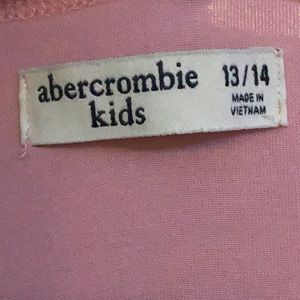 abercrombie
kids
13/14
MADE IN
VIETNAM